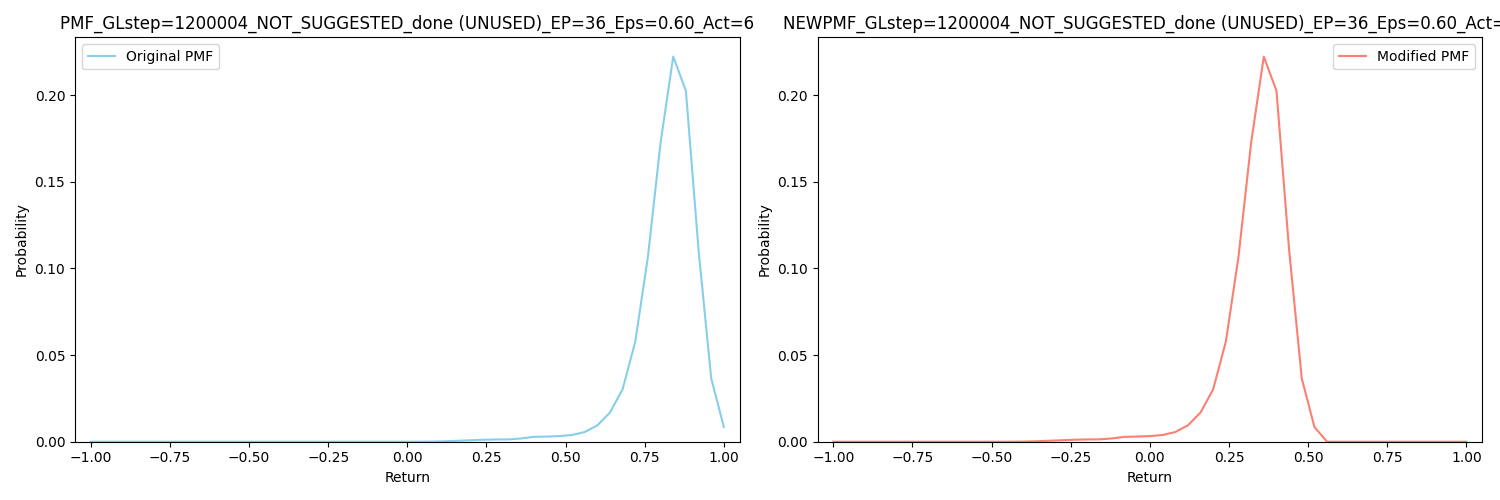 PMF_GLstep=1200004_NOT_SUGGESTED_done (UNUSED)_EP=36_Eps=0.60_Act=6
Original PMF
Probability
0.20
0.15
0.10
0.05
0.00
−1.00 −0.75 −0.50 −0.25 0.00 0.25 0.50 0.75 1.00
Return
NEWPMF_GLstep=1200004_NOT_SUGGESTED_done (UNUSED)_EP=36_Eps=0.60_Act=
Modified PMF
Probability
0.20
0.15
0.10
0.05
0.00
−1.00 −0.75 −0.50 −0.25 0.00 0.25 0.50 0.75 1.00
Return